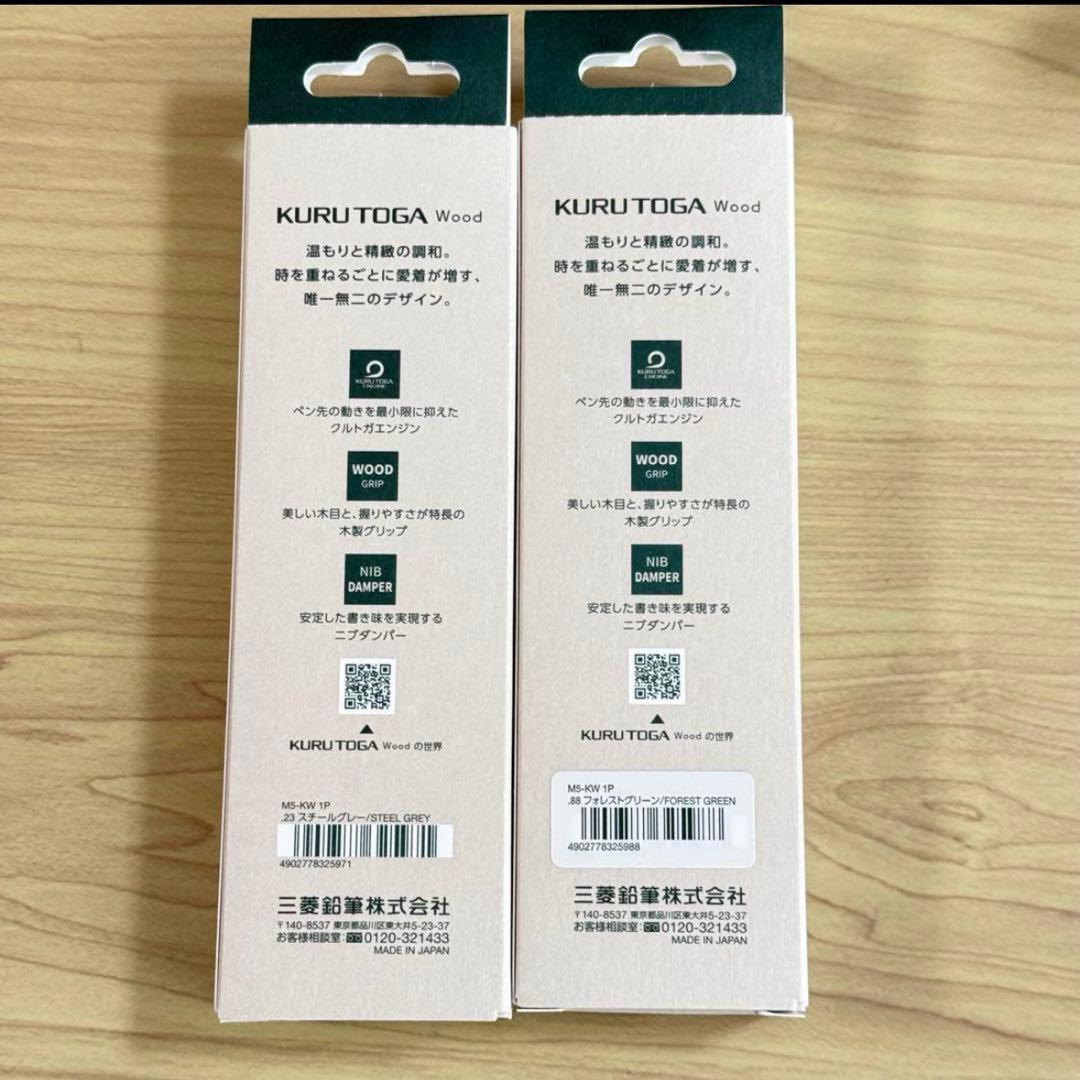 KURU TOGA Wood
温もりと精緻の調和。
時を重ねるごとに愛着が増す、
唯一無二のデザイン。
KURU TOGA
ENGINE
ペン先の動きを最小限に抑えた
クルトガエンジン
WOOD
GRIP
美しい木目と、握りやすさが特長の
木製グリップ
NIB
DAMPER
安定した書き味を実現する
ニブダンパー
KURU TOGA Wood の世界
M5-KW 1P
.23 スチールグレー/STEEL GREY
4902778325971
三菱鉛筆株式会社
〒140-8537 東京都品川区東大井5-23-37
お客様相談室:0120-321433
MADE IN JAPAN
KURU TOGA Wood
温もりと精緻の調和。
時を重ねるごとに愛着が増す、
唯一無二のデザイン。
KURU TOGA
ENGINE
ペン先の動きを最小限に抑えた
クルトガエンジン
WOOD
GRIP
美しい木目と、握りやすさが特長の
木製グリップ
NIB
DAMPER
安定した書き味を実現する
ニブダンパー
KURU TOGA Wood の世界
M5-KW 1P
.88 フォレストグリーン/FOREST GREEN
4902778325988
三菱鉛筆株式会社
〒140-8537 東京都品川区東大井5-23-37
お客様相談室:0120-321433
MADE IN JAPAN